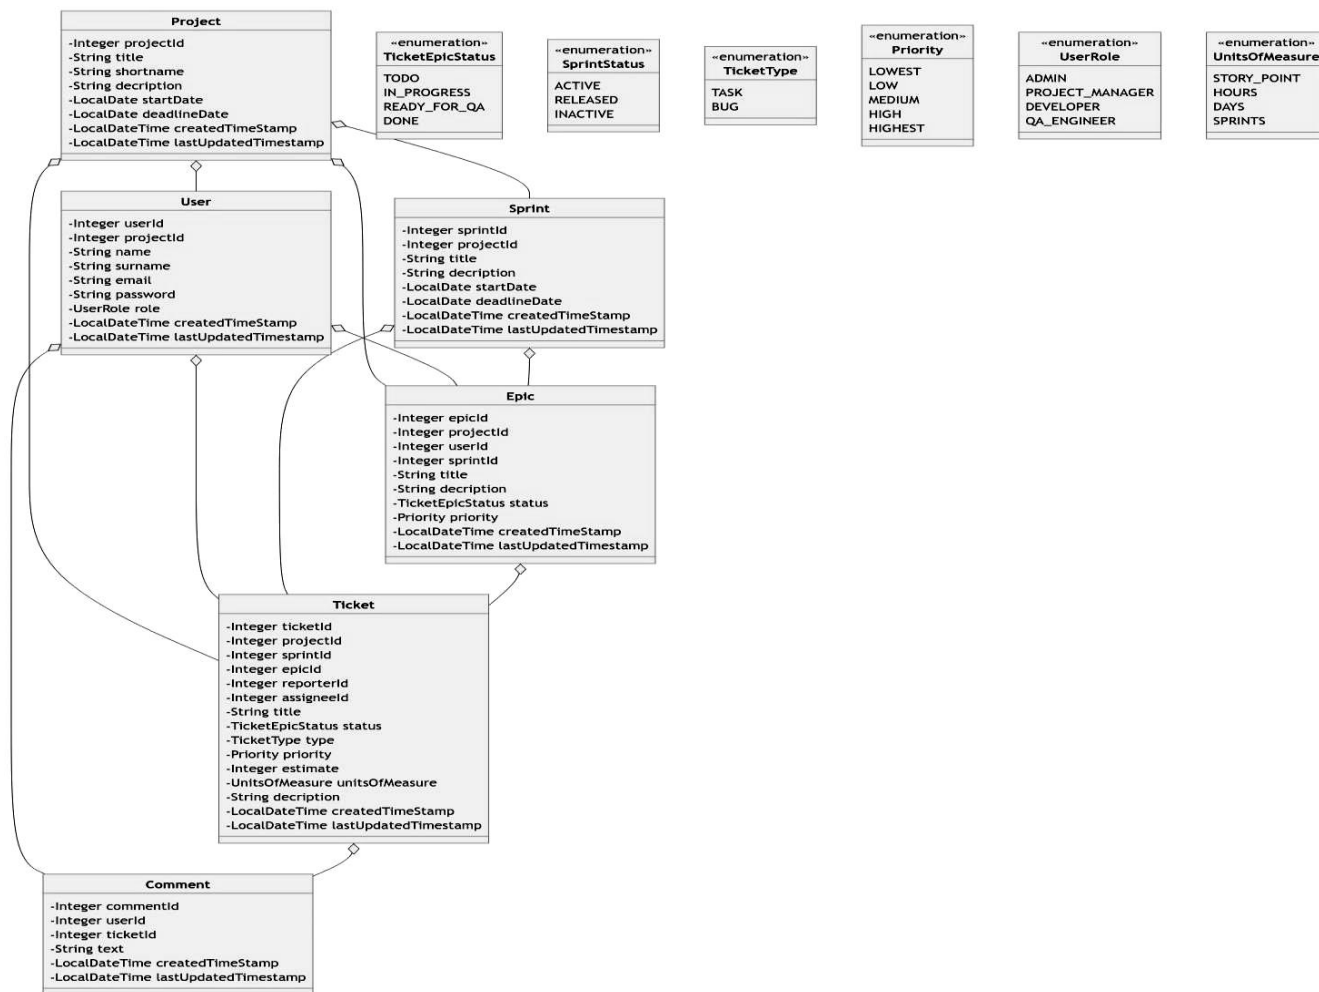 Project
-Integer projectId
-String title
-String shortname
-String decription
-LocalDate startDate
-LocalDate deadlineDate
-LocalDateTime createdTimeStamp
-LocalDateTime lastUpdatedTimestamp
«enumeration»
TicketEpicStatus
TODO
IN_PROGRESS
READY_FOR_QA
DONE
«enumeration»
SprintStatus
ACTIVE
RELEASED
INACTIVE
«enumeration»
TicketType
TASK
BUG
«enumeration»
Priority
LOWEST
LOW
MEDIUM
HIGH
HIGHEST
«enumeration»
UserRole
ADMIN
PROJECT_MANAGER
DEVELOPER
QA_ENGINEER
«enumeration»
UnitsOfMeasure
STORY_POINT
HOURS
DAYS
SPRINTS
User
-Integer userId
-Integer projectId
-String name
-String surname
-String email
-String password
-UserRole role
-LocalDateTime createdTimeStamp
-LocalDateTime lastUpdatedTimestamp
Sprint
-Integer sprintId
-Integer projectId
-String title
-String decription
-LocalDate startDate
-LocalDate deadlineDate
-LocalDateTime createdTimeStamp
-LocalDateTime lastUpdatedTimestamp
Epic
-Integer epicId
-Integer projectId
-Integer userId
-Integer sprintId
-String title
-String decription
-TicketEpicStatus status
-Priority priority
-LocalDateTime createdTimeStamp
-LocalDateTime lastUpdatedTimestamp
Ticket
-Integer ticketId
-Integer projectId
-Integer sprintId
-Integer epicId
-Integer reporterId
-Integer assigneeId
-String title
-TicketEpicStatus status
-TicketType type
-Priority priority
-Integer estimate
-UnitsOfMeasure unitsOfMeasure
-String decription
-LocalDateTime createdTimeStamp
-LocalDateTime lastUpdatedTimestamp
Comment
-Integer commentId
-Integer userId
-Integer ticketId
-String text
-LocalDateTime createdTimeStamp
-LocalDateTime lastUpdatedTimestamp